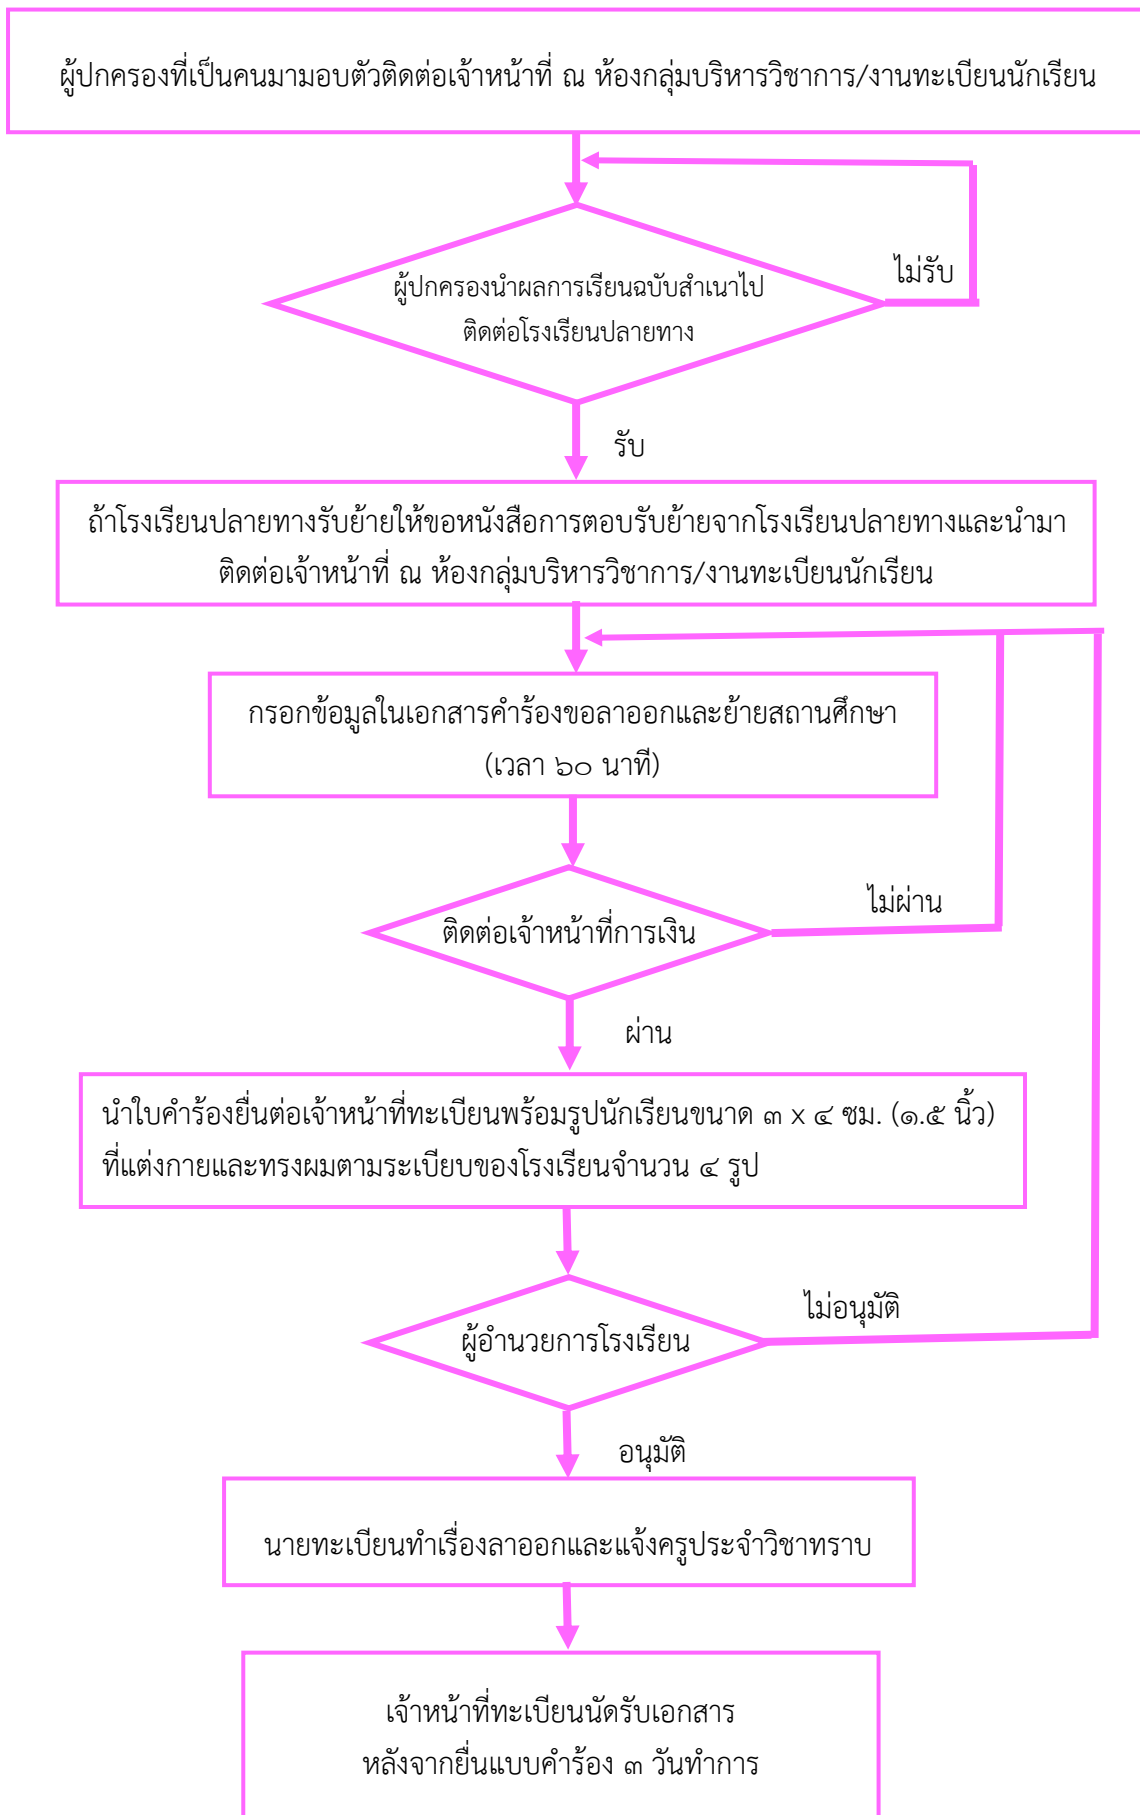 ผู้ปกครองที่เป็นคนมามอบตัวติดต่อเจ้าหน้าที่ ณ ห้องกลุ่มบริหารวิชาการ/งานทะเบียนนักเรียน
ไม่รับ
ผู้ปกครองนำผลการเรียนฉบับสำเนาไป
ติดต่อโรงเรียนปลายทาง
รับ
ถ้าโรงเรียนปลายทางรับย้ายให้ขอหนังสือการตอบรับย้ายจากโรงเรียนปลายทางและนำมา
ติดต่อเจ้าหน้าที่ ณ ห้องกลุ่มบริหารวิชาการ/งานทะเบียนนักเรียน
กรอกข้อมูลในเอกสารคำร้องขอลาออกและย้ายสถานศึกษา
(เวลา ๖๐ นาที)
ไม่ผ่าน
ติดต่อเจ้าหน้าที่การเงิน
ผ่าน
นำใบคำร้องยื่นต่อเจ้าหน้าที่ทะเบียนพร้อมรูปนักเรียนขนาด ๓ x ๔ ซม. (๑.๕ นิ้ว)
ที่แต่งกายและทรงผมตามระเบียบของโรงเรียนจำนวน ๔ รูป
ไม่อนุมัติ
ผู้อำนวยการโรงเรียน
อนุมัติ
นายทะเบียนทำเรื่องลาออกและแจ้งครูประจำวิชาทราบ
เจ้าหน้าที่ทะเบียนนัดรับเอกสาร
หลังจากยื่นแบบคำร้อง ๓ วันทำการ